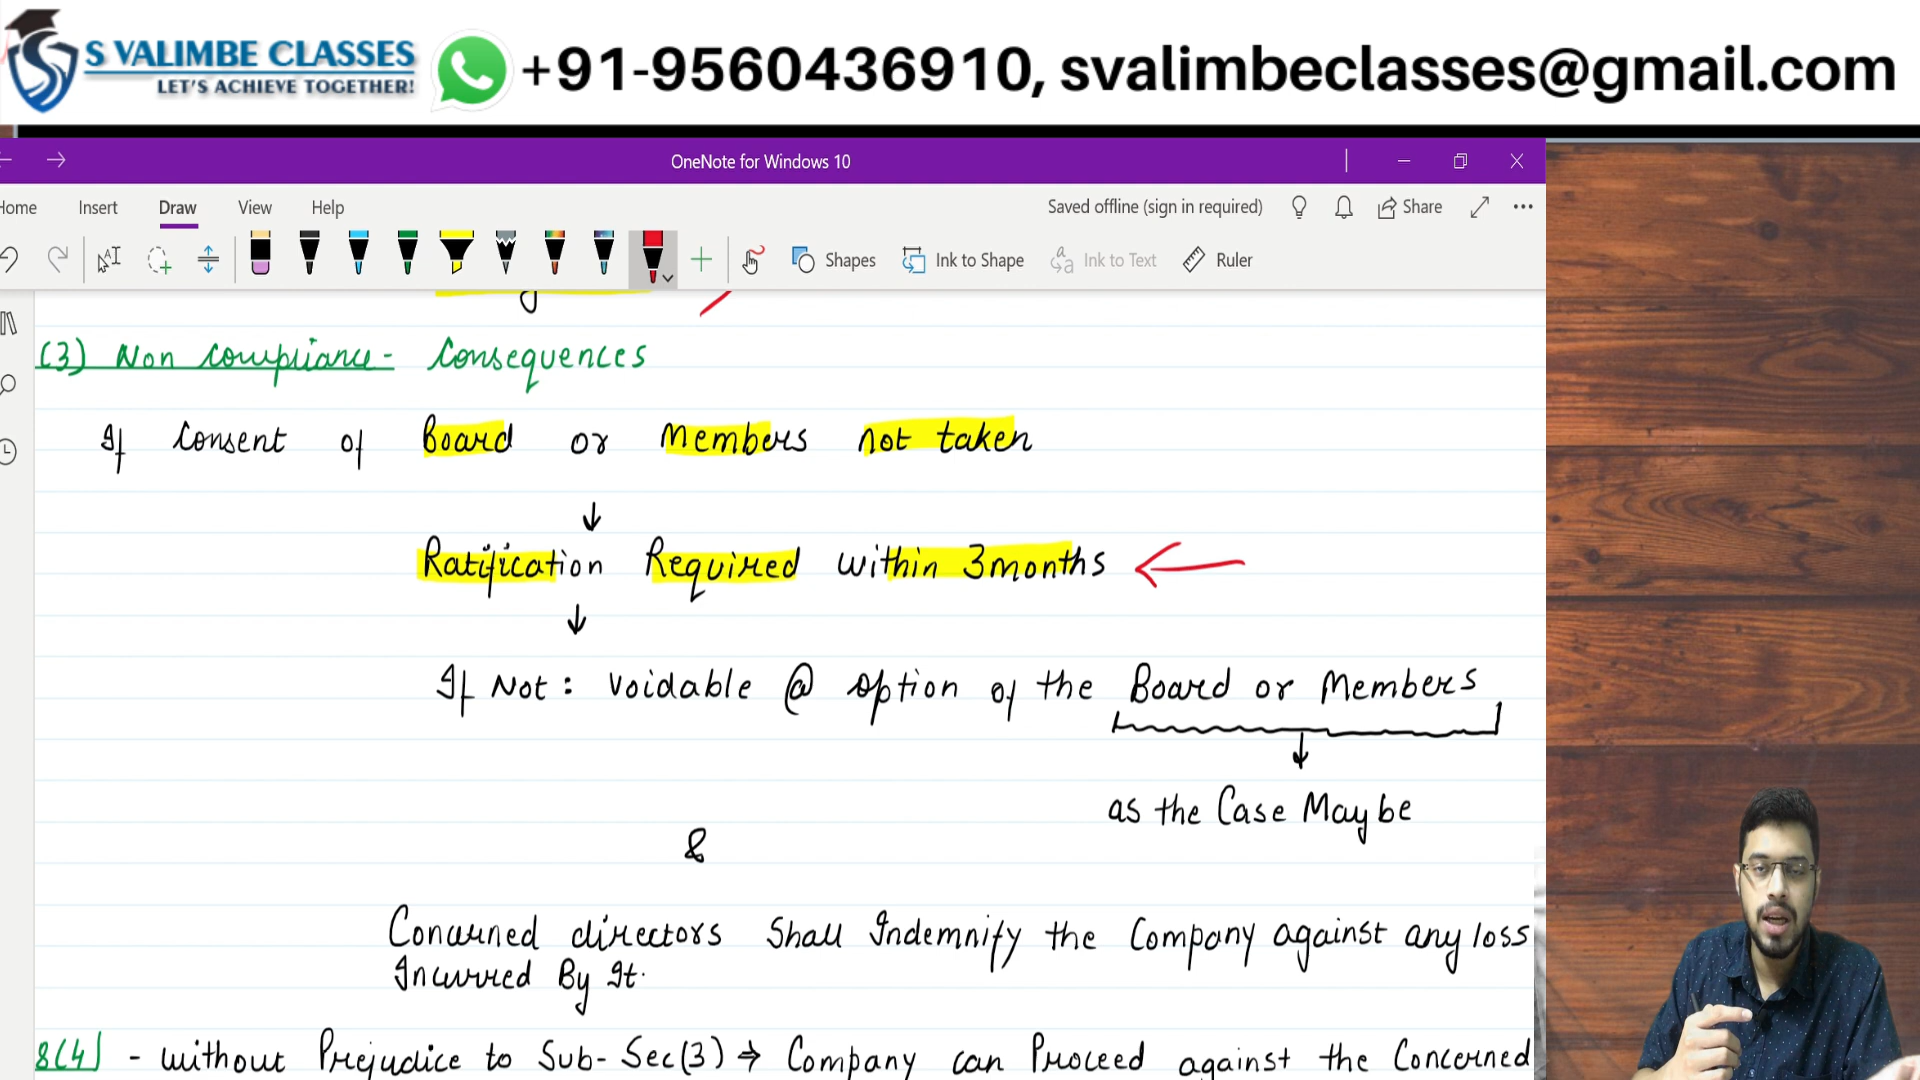 S VALIMBE CLASSES
LET'S ACHIEVE TOGETHER!
+91-9560436910, svalimbeclasses@gmail.com
OneNote for Windows 10
Home Insert Draw View Help Saved offline (sign in required) Share
Shapes Ink to Shape Ink to Text Ruler
(3) Non compliance - Consequences
If Consent of Board or Members not taken
↓
Ratification Required within 3 months
↓
If Not : Voidable @ option of the Board or Members
↓
as the Case May be
&
Concerned directors Shall Indemnify the Company against any loss
Incurred By It.
8(4) - without Prejudice to Sub-Sec(3) → Company can Proceed against the Concerned